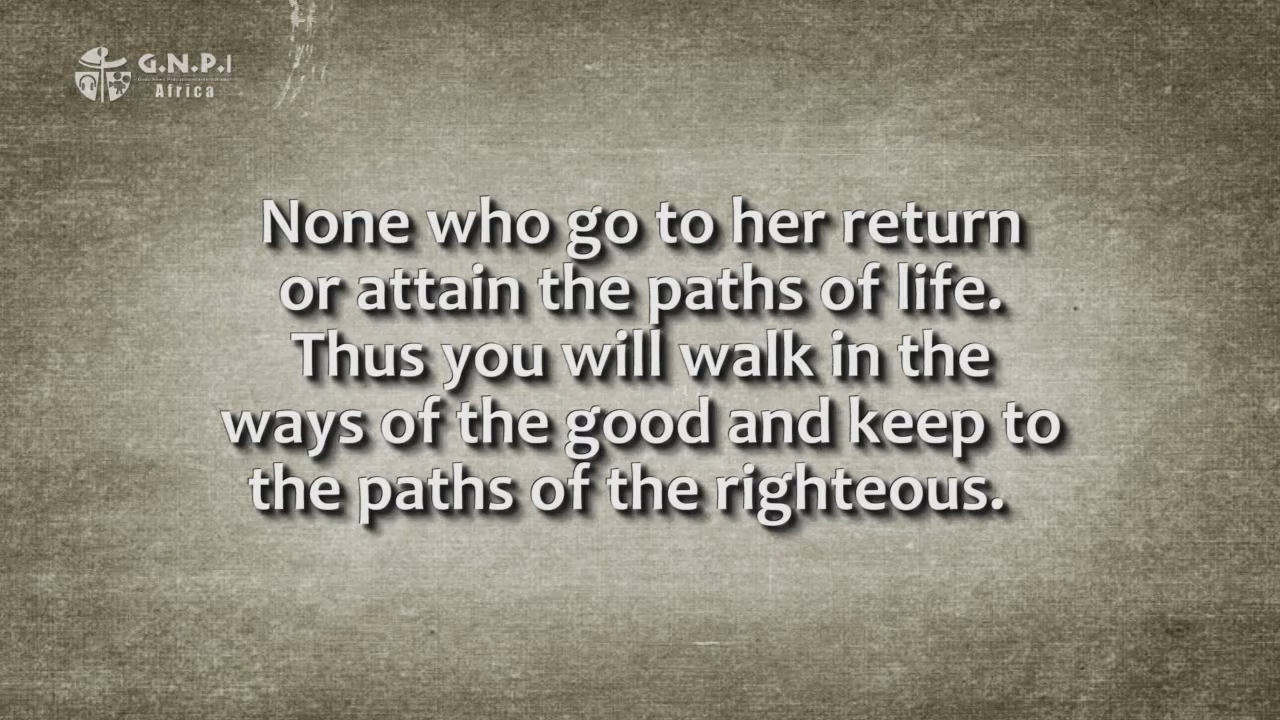 G.N.P.I
Africa
None who go to her return
or attain the paths of life.
Thus you will walk in the
ways of the good and keep to
the paths of the righteous.